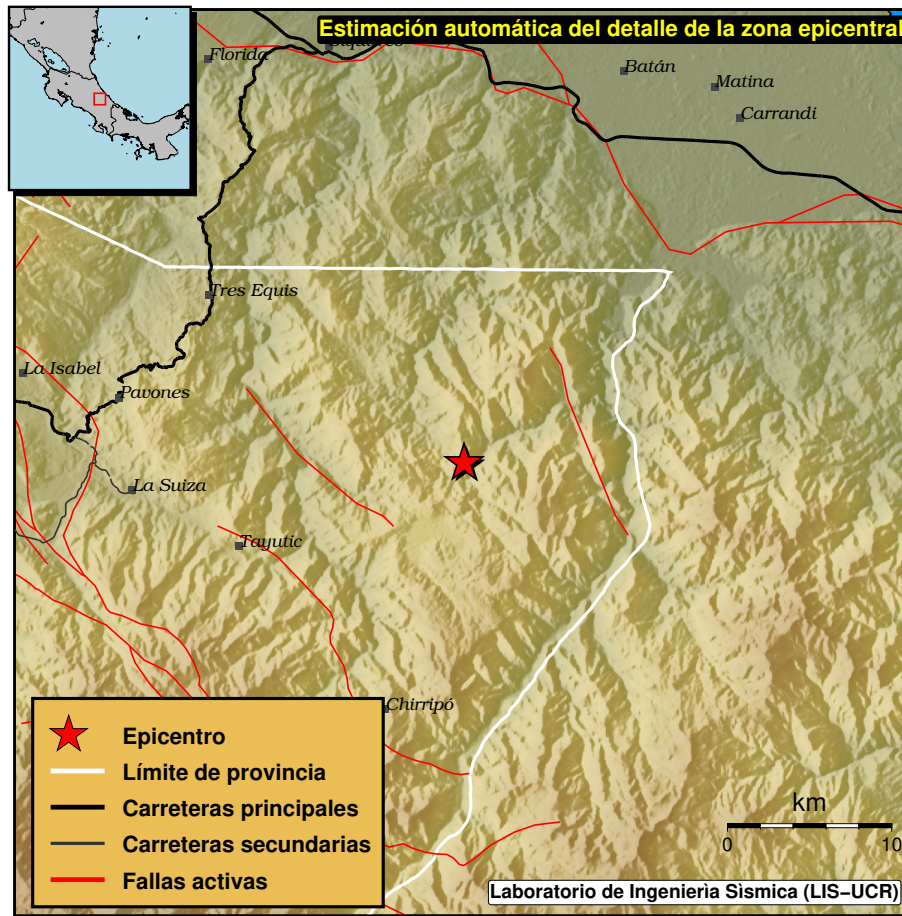 Estimación automática del detalle de la zona epicentral
Florida
Batán
Matina
Carrandi
Tres Equis
La Isabel
Pavones
La Suiza
Tayutic
Chirripó
Epicentro
Límite de provincia
Carreteras principales
Carreteras secundarias
Fallas activas
km
0
10
Laboratorio de Ingenierìa Sìsmica (LIS–UCR)